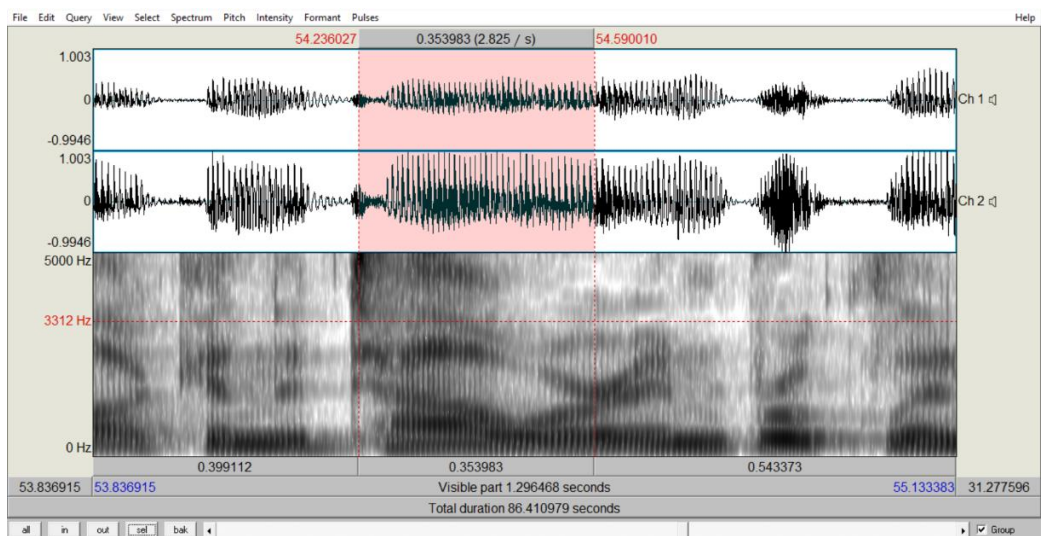 File Edit Query View Select Spectrum Pitch Intensity Formant Pulses Help
54.236027 0.353983 (2.825 / s) 54.590010
1.003
0
-0.9946
Ch 1
1.003
0
-0.9946
Ch 2
5000 Hz
3312 Hz
0 Hz
0.399112 0.353983 0.543373
53.836915 53.836915 Visible part 1.296468 seconds 55.133383 31.277596
Total duration 86.410979 seconds
all in out sel bak Group